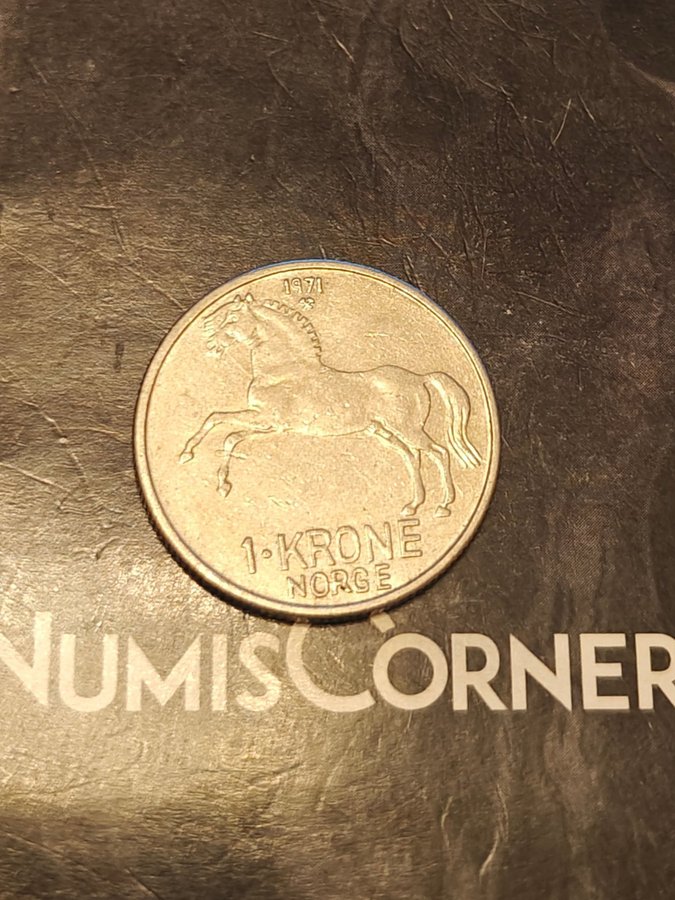 1971
1·KRONE
NORGE
NUMISCORNER